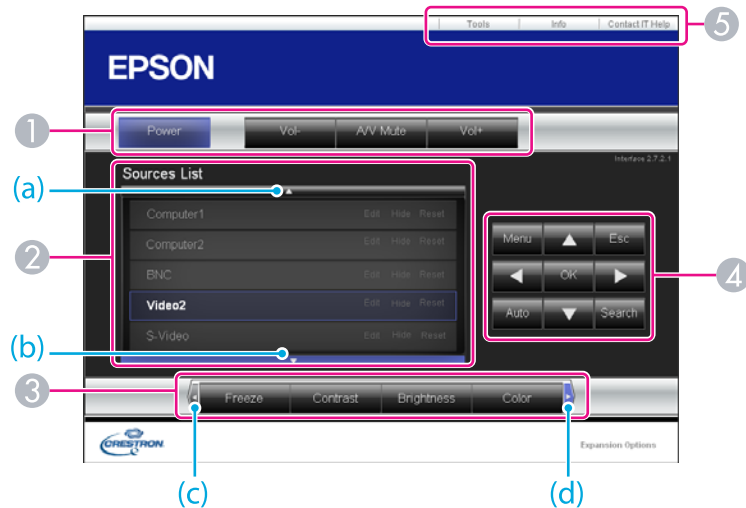 Tools Info Contact IT Help 5
EPSON
1 Power Vol- A/V Mute Vol+
Interface 2.7.2.1
Sources List
(a)
Computer1 Edit Hide Reset
Computer2 Edit Hide Reset
2 BNC Edit Hide Reset
Video2 Edit Hide Reset
S-Video Edit Hide Reset
(b)
Menu Esc
OK 4
Auto Search
3 Freeze Contrast Brightness Color
CRESTRON Expansion Options
(c) (d)